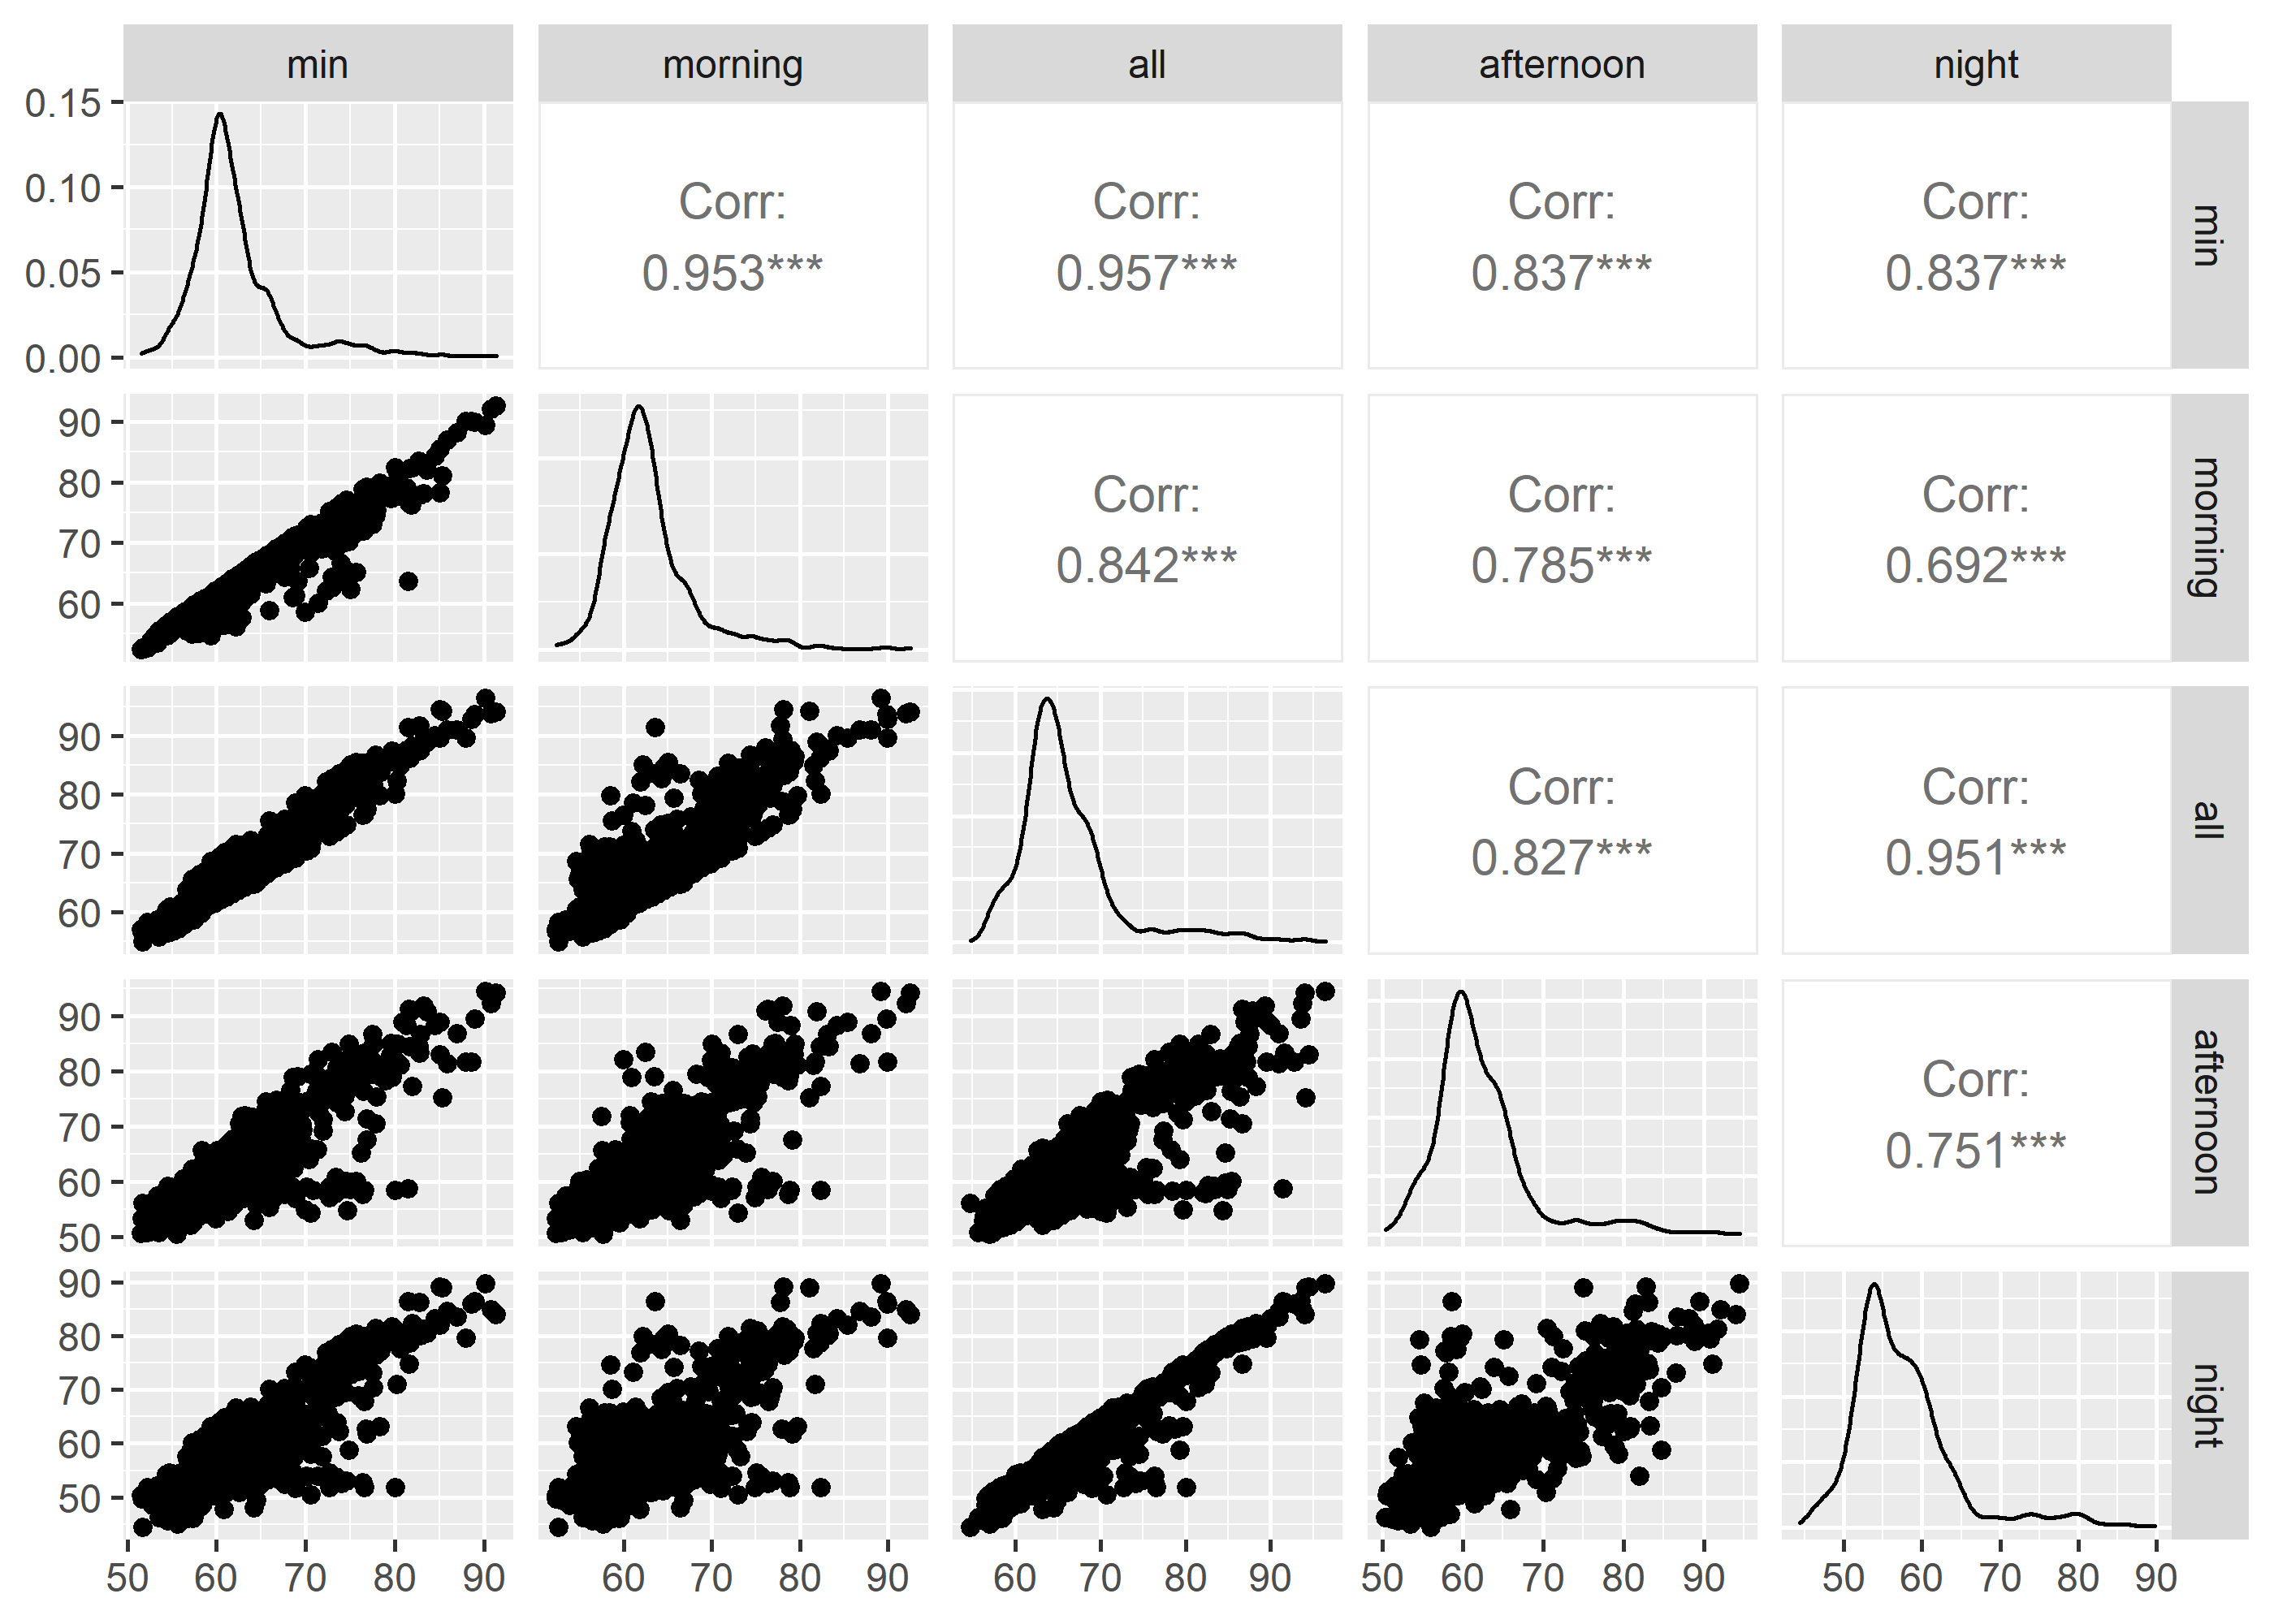 min morning all afternoon night
0.15
0.10
0.05
0.00
Corr:
0.953***
Corr:
0.957***
Corr:
0.837***
Corr:
0.837***
min
90
80
70
60
Corr:
0.842***
Corr:
0.785***
Corr:
0.692***
morning
90
80
70
60
Corr:
0.827***
Corr:
0.951***
all
90
80
70
60
50
Corr:
0.751***
afternoon
90
80
70
60
50
night
50 60 70 80 90 60 70 80 90 60 70 80 90 50 60 70 80 90 50 60 70 80 90